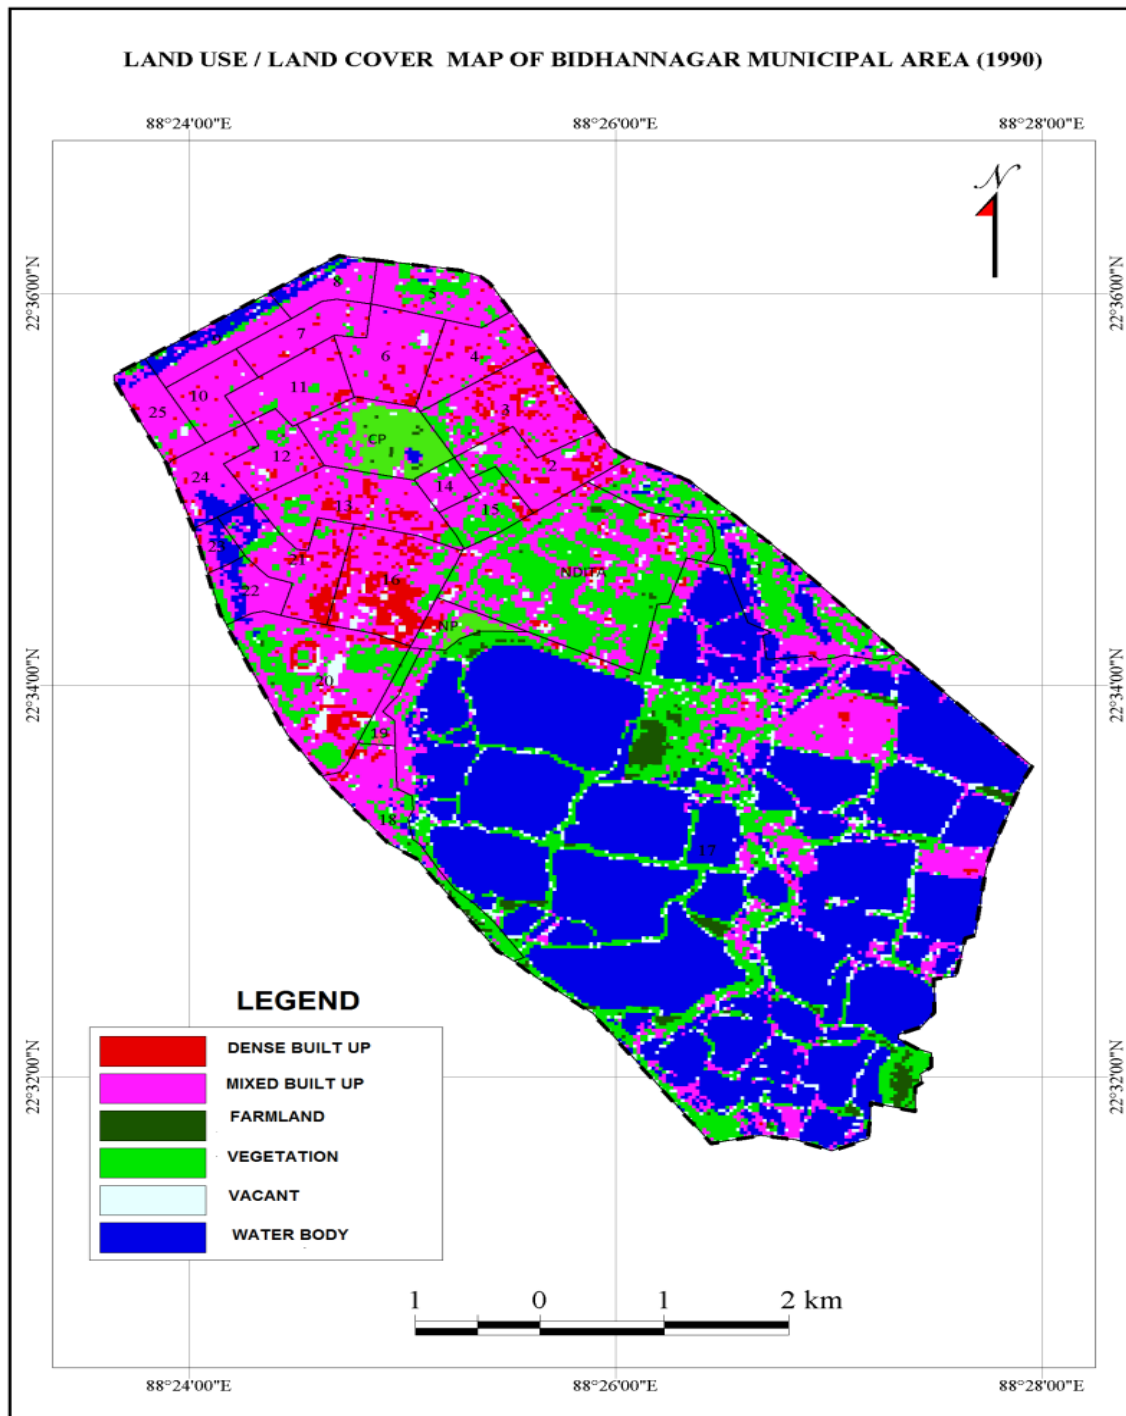 LAND USE / LAND COVER MAP OF BIDHANNAGAR MUNICIPAL AREA (1990)
88°24'00"E 88°26'00"E 88°28'00"E
N
22°36'00"N 22°36'00"N
8
5
9
7
6
4
11
10
25
3
CP
12
2
24
14
13
15
23
21
16
NDITA
1
22
NP
22°34'00"N 22°34'00"N
20
19
18
17
LEGEND
DENSE BUILT UP
MIXED BUILT UP
FARMLAND
VEGETATION
VACANT
WATER BODY
22°32'00"N 22°32'00"N
1 0 1 2 km
88°24'00"E 88°26'00"E 88°28'00"E